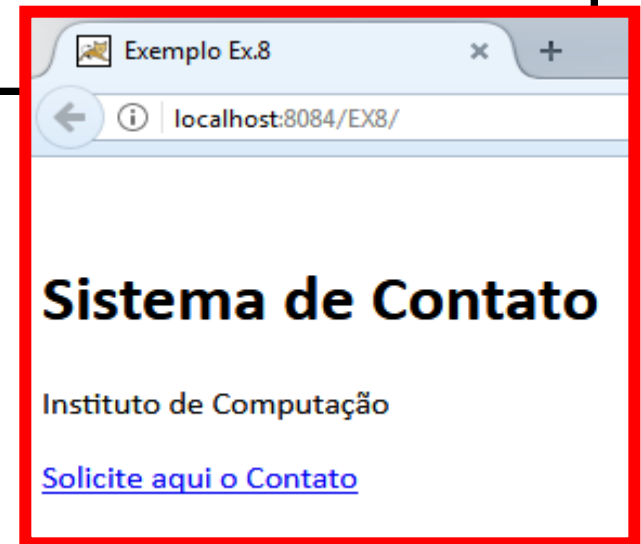 Exemplo Ex.8
localhost:8084/EX8/
Sistema de Contato
Instituto de Computação
Solicite aqui o Contato